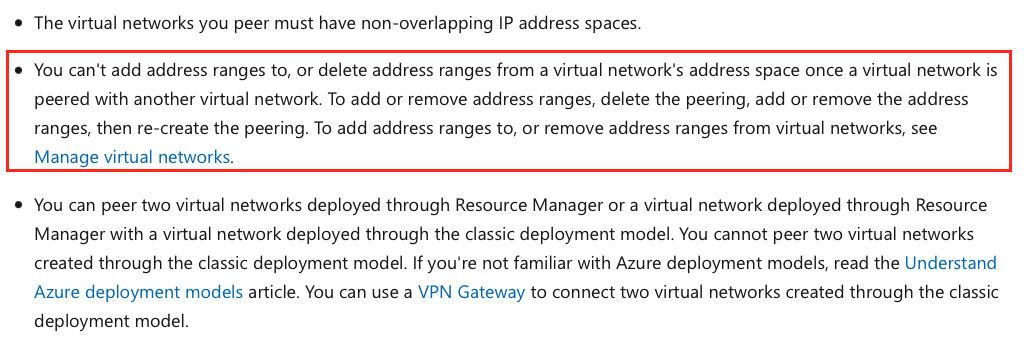 The virtual networks you peer must have non-overlapping IP address spaces.
You can't add address ranges to, or delete address ranges from a virtual network's address space once a virtual network is
peered with another virtual network. To add or remove address ranges, delete the peering, add or remove the address
ranges, then re-create the peering. To add address ranges to, or remove address ranges from virtual networks, see
Manage virtual networks.
You can peer two virtual networks deployed through Resource Manager or a virtual network deployed through Resource
Manager with a virtual network deployed through the classic deployment model. You cannot peer two virtual networks
created through the classic deployment model. If you're not familiar with Azure deployment models, read the Understand
Azure deployment models article. You can use a VPN Gateway to connect two virtual networks created through the classic
deployment model.